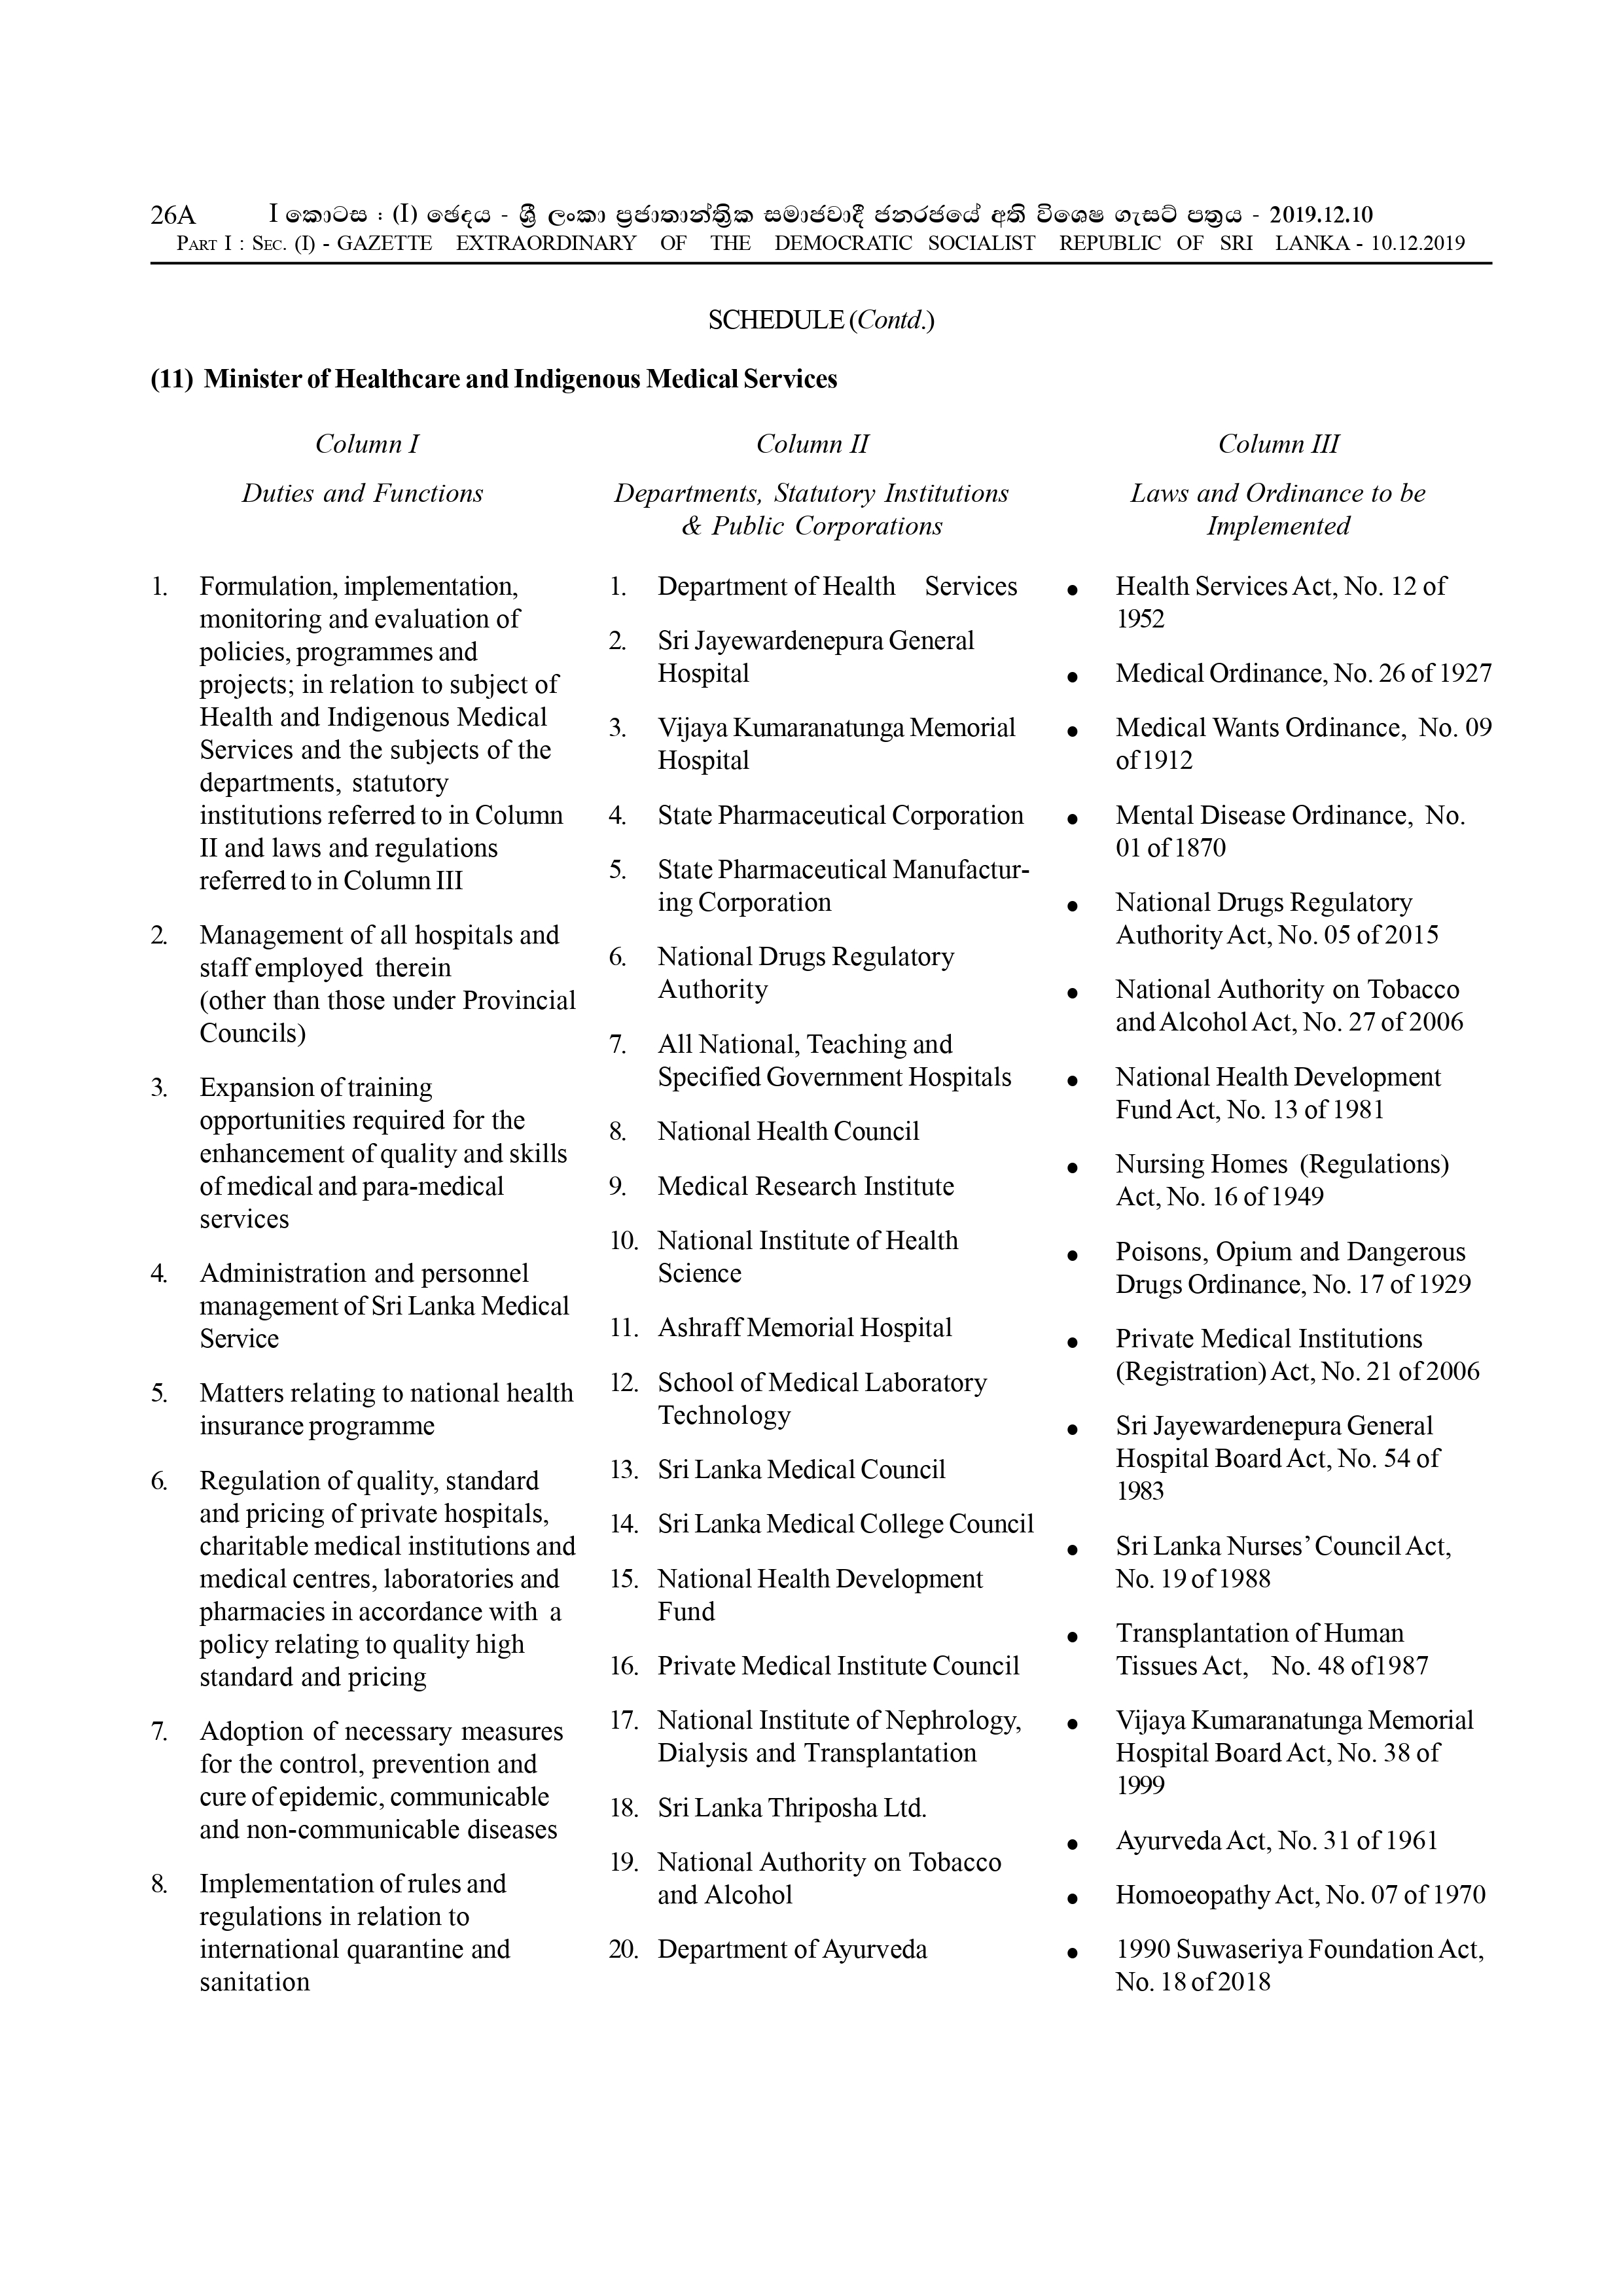 26A I කොටස : (I) ඡෙදය - ශ්‍රී ලංකා ප්‍රජාතාන්ත්‍රික සමාජවාදී ජනරජයේ අති විශෙෂ ගැසට් පත්‍රය - 2019.12.10
PART I : SEC. (I) - GAZETTE EXTRAORDINARY OF THE DEMOCRATIC SOCIALIST REPUBLIC OF SRI LANKA - 10.12.2019
SCHEDULE (Contd.)
(11) Minister of Healthcare and Indigenous Medical Services
Column I
Duties and Functions
1. Formulation, implementation,
monitoring and evaluation of
policies, programmes and
projects; in relation to subject of
Health and Indigenous Medical
Services and the subjects of the
departments, statutory
institutions referred to in Column
II and laws and regulations
referred to in Column III
2. Management of all hospitals and
staff employed therein
(other than those under Provincial
Councils)
3. Expansion of training
opportunities required for the
enhancement of quality and skills
of medical and para-medical
services
4. Administration and personnel
management of Sri Lanka Medical
Service
5. Matters relating to national health
insurance programme
6. Regulation of quality, standard
and pricing of private hospitals,
charitable medical institutions and
medical centres, laboratories and
pharmacies in accordance with a
policy relating to quality high
standard and pricing
7. Adoption of necessary measures
for the control, prevention and
cure of epidemic, communicable
and non-communicable diseases
8. Implementation of rules and
regulations in relation to
international quarantine and
sanitation
Column II
Departments, Statutory Institutions
& Public Corporations
1. Department of Health Services
2. Sri Jayewardenepura General
Hospital
3. Vijaya Kumaranatunga Memorial
Hospital
4. State Pharmaceutical Corporation
5. State Pharmaceutical Manufactur-
ing Corporation
6. National Drugs Regulatory
Authority
7. All National, Teaching and
Specified Government Hospitals
8. National Health Council
9. Medical Research Institute
10. National Institute of Health
Science
11. Ashraff Memorial Hospital
12. School of Medical Laboratory
Technology
13. Sri Lanka Medical Council
14. Sri Lanka Medical College Council
15. National Health Development
Fund
16. Private Medical Institute Council
17. National Institute of Nephrology,
Dialysis and Transplantation
18. Sri Lanka Thriposha Ltd.
19. National Authority on Tobacco
and Alcohol
20. Department of Ayurveda
Column III
Laws and Ordinance to be
Implemented
● Health Services Act, No. 12 of
1952
● Medical Ordinance, No. 26 of 1927
● Medical Wants Ordinance, No. 09
of 1912
● Mental Disease Ordinance, No.
01 of 1870
● National Drugs Regulatory
Authority Act, No. 05 of 2015
● National Authority on Tobacco
and Alcohol Act, No. 27 of 2006
● National Health Development
Fund Act, No. 13 of 1981
● Nursing Homes (Regulations)
Act, No. 16 of 1949
● Poisons, Opium and Dangerous
Drugs Ordinance, No. 17 of 1929
● Private Medical Institutions
(Registration) Act, No. 21 of 2006
● Sri Jayewardenepura General
Hospital Board Act, No. 54 of
1983
● Sri Lanka Nurses’ Council Act,
No. 19 of 1988
● Transplantation of Human
Tissues Act, No. 48 of1987
● Vijaya Kumaranatunga Memorial
Hospital Board Act, No. 38 of
1999
● Ayurveda Act, No. 31 of 1961
● Homoeopathy Act, No. 07 of 1970
● 1990 Suwaseriya Foundation Act,
No. 18 of 2018